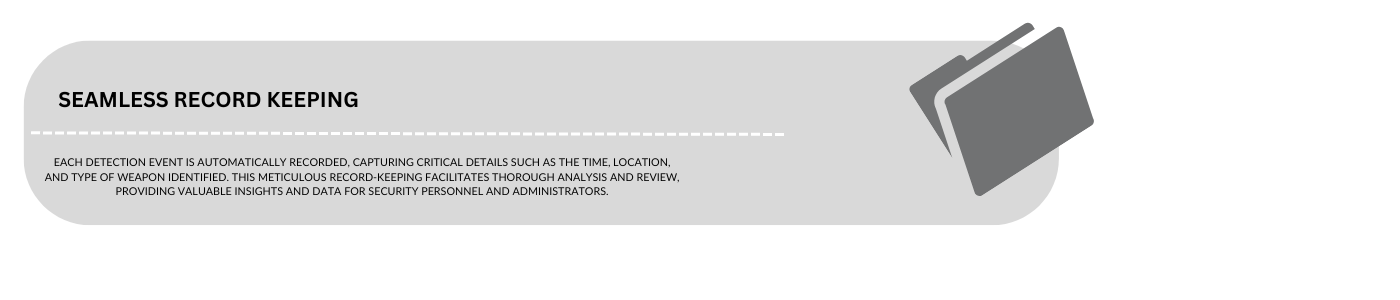 SEAMLESS RECORD KEEPING
EACH DETECTION EVENT IS AUTOMATICALLY RECORDED, CAPTURING CRITICAL DETAILS SUCH AS THE TIME, LOCATION,
AND TYPE OF WEAPON IDENTIFIED. THIS METICULOUS RECORD-KEEPING FACILITATES THOROUGH ANALYSIS AND REVIEW,
PROVIDING VALUABLE INSIGHTS AND DATA FOR SECURITY PERSONNEL AND ADMINISTRATORS.